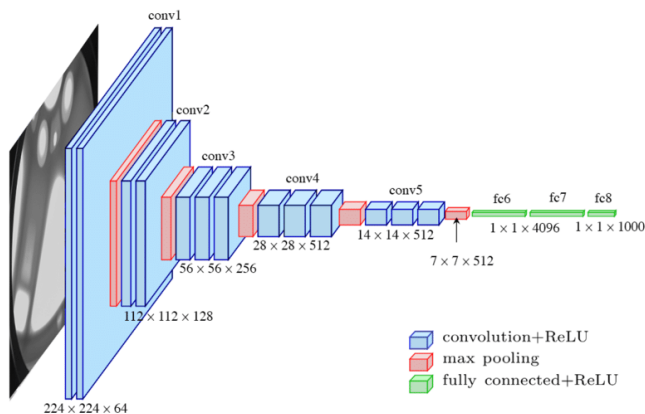 conv1
conv2
conv3
conv4
conv5
fc6
fc7
fc8
224 × 224 × 64
112 × 112 × 128
56 × 56 × 256
28 × 28 × 512
14 × 14 × 512
7 × 7 × 512
1 × 1 × 4096
1 × 1 × 1000
convolution+ReLU
max pooling
fully connected+ReLU